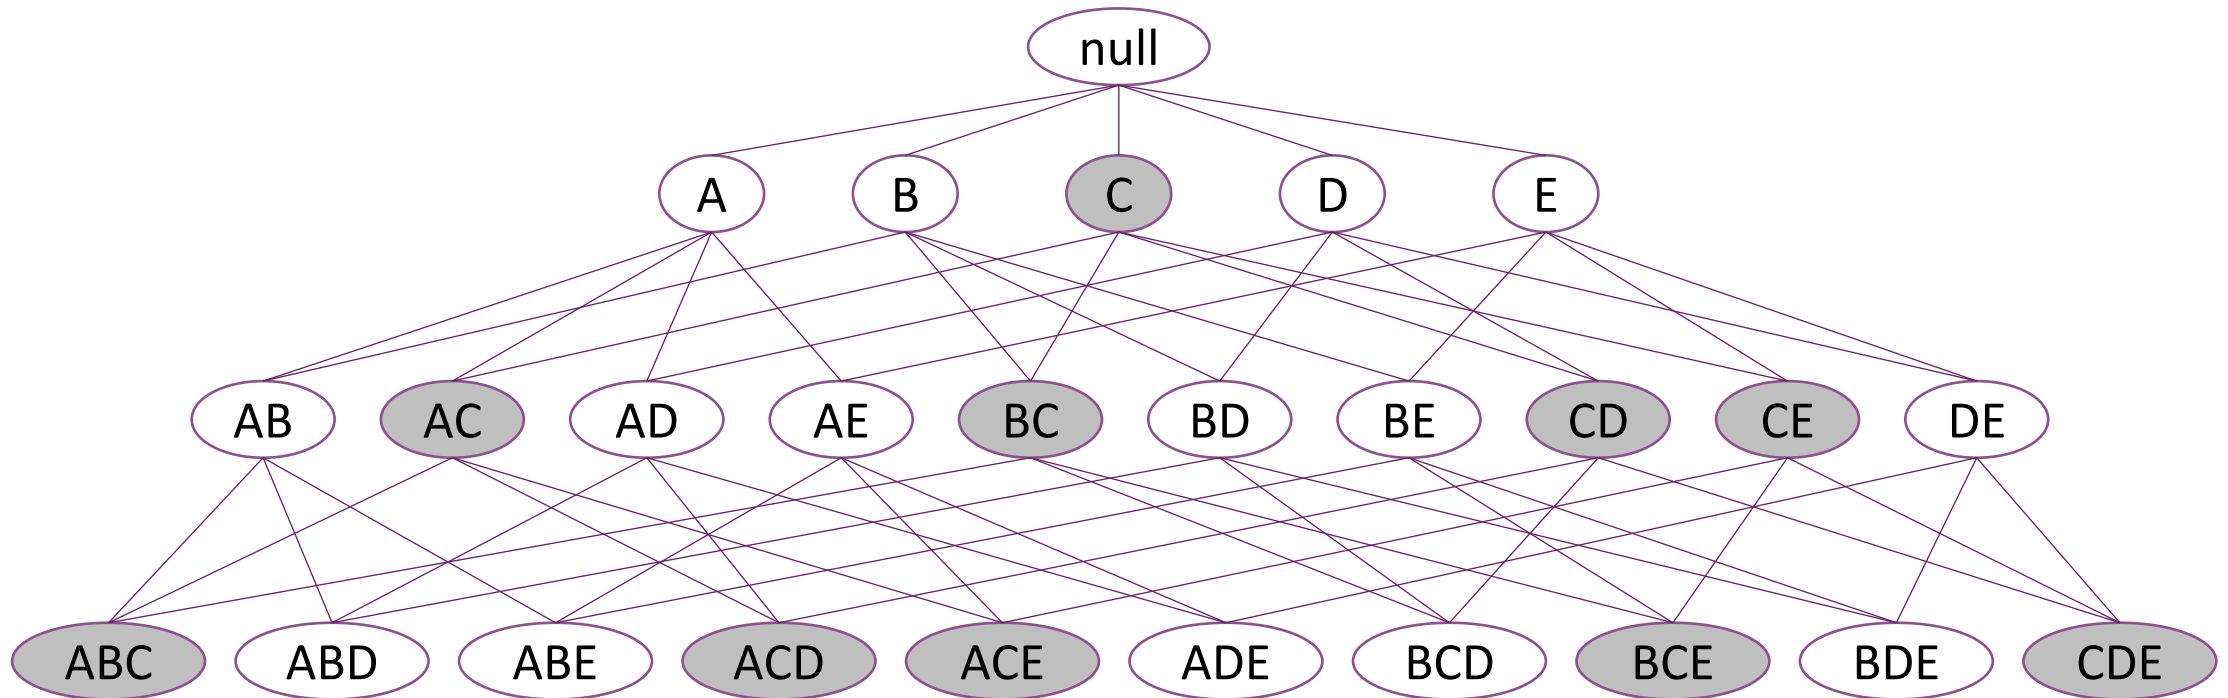 null
A B C D E
AB AC AD AE BC BD BE CD CE DE
ABC ABD ABE ACD ACE ADE BCD BCE BDE CDE